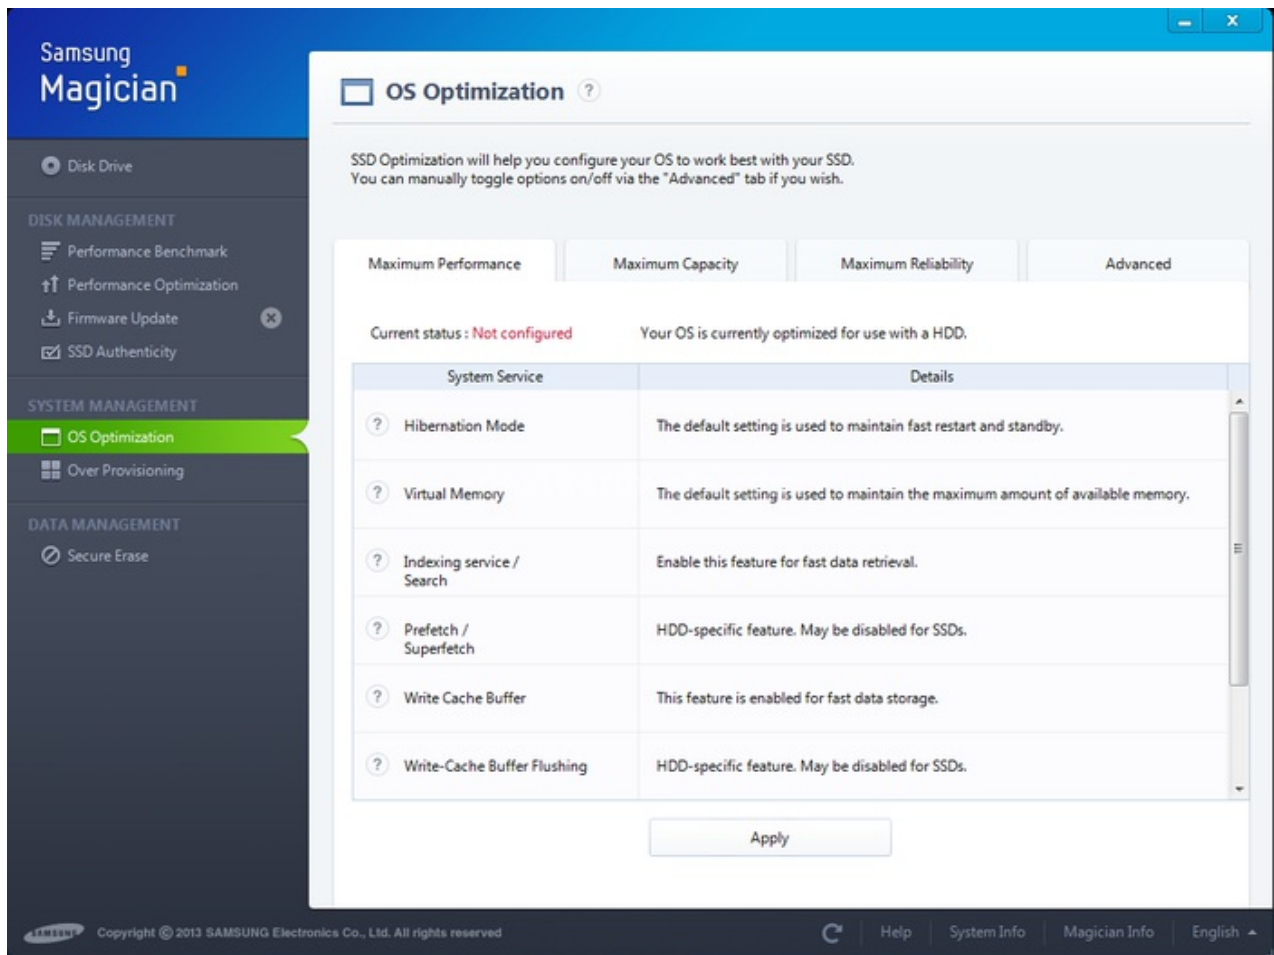 Samsung
Magician
Disk Drive
DISK MANAGEMENT
Performance Benchmark
Performance Optimization
Firmware Update
SSD Authenticity
SYSTEM MANAGEMENT
OS Optimization
Over Provisioning
DATA MANAGEMENT
Secure Erase
OS Optimization ?
SSD Optimization will help you configure your OS to work best with your SSD.
You can manually toggle options on/off via the "Advanced" tab if you wish.
Maximum Performance Maximum Capacity Maximum Reliability Advanced
Current status : Not configured Your OS is currently optimized for use with a HDD.
System Service Details
? Hibernation Mode The default setting is used to maintain fast restart and standby.
? Virtual Memory The default setting is used to maintain the maximum amount of available memory.
? Indexing service / Enable this feature for fast data retrieval.
Search
? Prefetch / HDD-specific feature. May be disabled for SSDs.
Superfetch
? Write Cache Buffer This feature is enabled for fast data storage.
? Write-Cache Buffer Flushing HDD-specific feature. May be disabled for SSDs.
Apply
SAMSUNG Copyright © 2013 SAMSUNG Electronics Co., Ltd. All rights reserved Help System Info Magician Info English